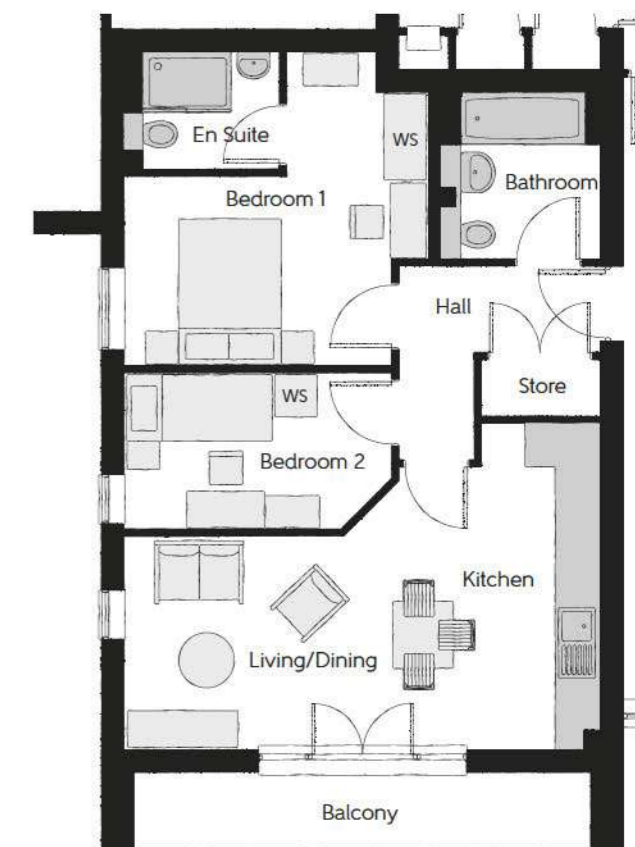 En Suite
WS
Bedroom 1
Bathroom
Hall
Store
WS
Bedroom 2
Kitchen
Living/Dining
Balcony